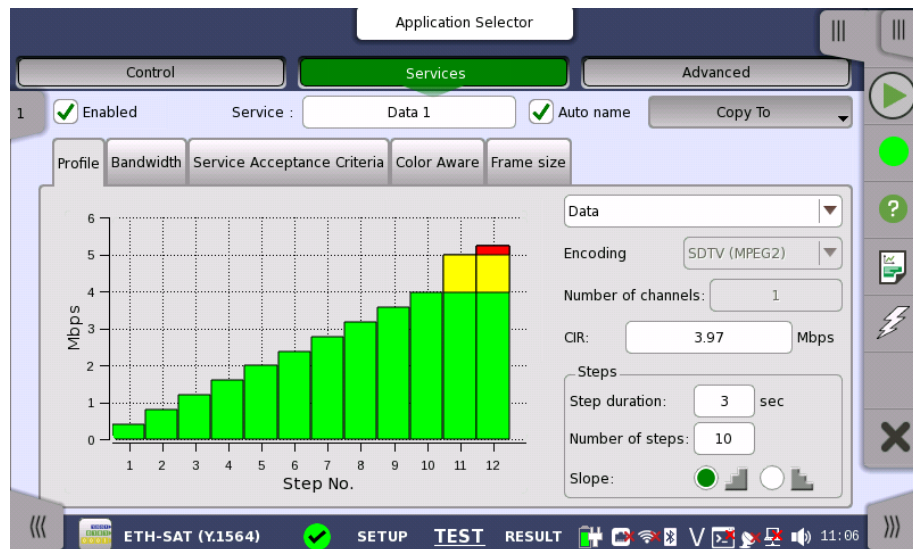 Application Selector
Control Services Advanced
1 Enabled Service : Data 1 Auto name Copy To
Profile Bandwidth Service Acceptance Criteria Color Aware Frame size
Data
Encoding SDTV (MPEG2)
Number of channels: 1
CIR: 3.97 Mbps
Steps
Step duration: 3 sec
Number of steps: 10
Slope:
6
5
4
3
2
1
0
Mbps
1 2 3 4 5 6 7 8 9 10 11 12
Step No.
?
ETH-SAT (Y.1564) SETUP TEST RESULT V 11:06